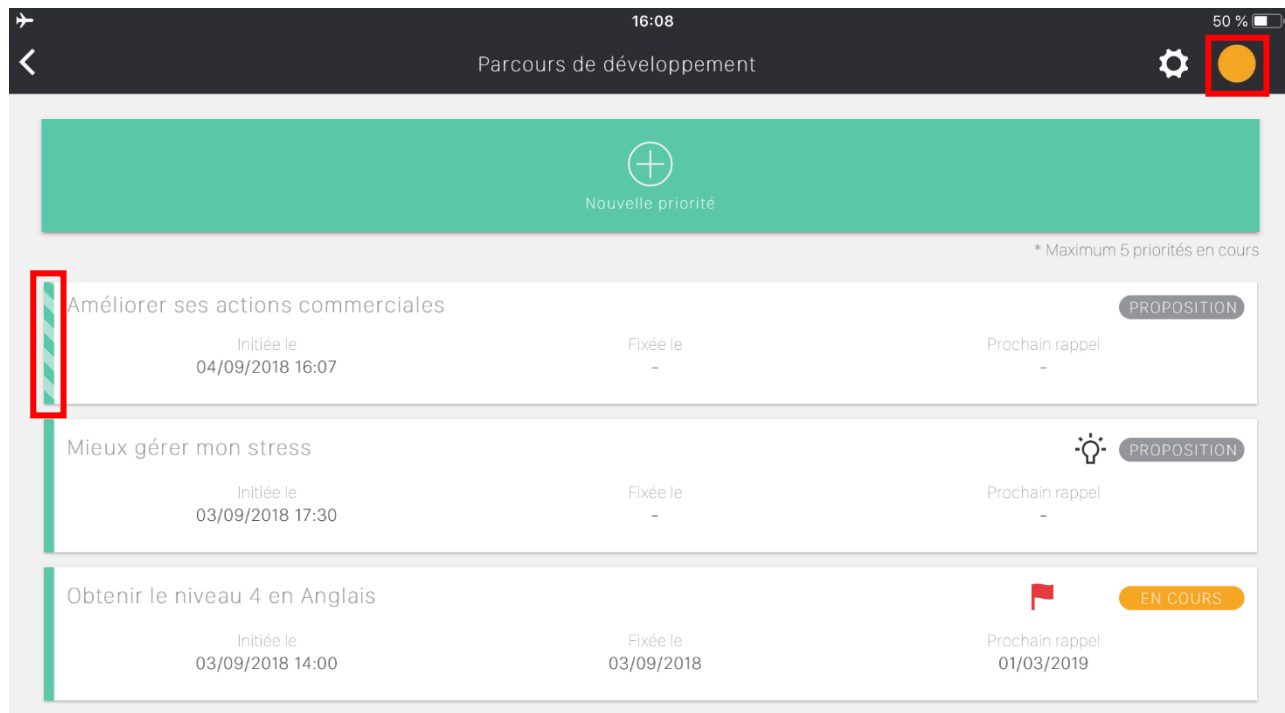 16:08
50 %
Parcours de développement
Nouvelle priorité
* Maximum 5 priorités en cours
Améliorer ses actions commerciales
PROPOSITION
Initiée le
Fixée le
Prochain rappel
04/09/2018 16:07
-
-
Mieux gérer mon stress
PROPOSITION
Initiée le
Fixée le
Prochain rappel
03/09/2018 17:30
-
-
Obtenir le niveau 4 en Anglais
EN COURS
Initiée le
Fixée le
Prochain rappel
03/09/2018 14:00
03/09/2018
01/03/2019